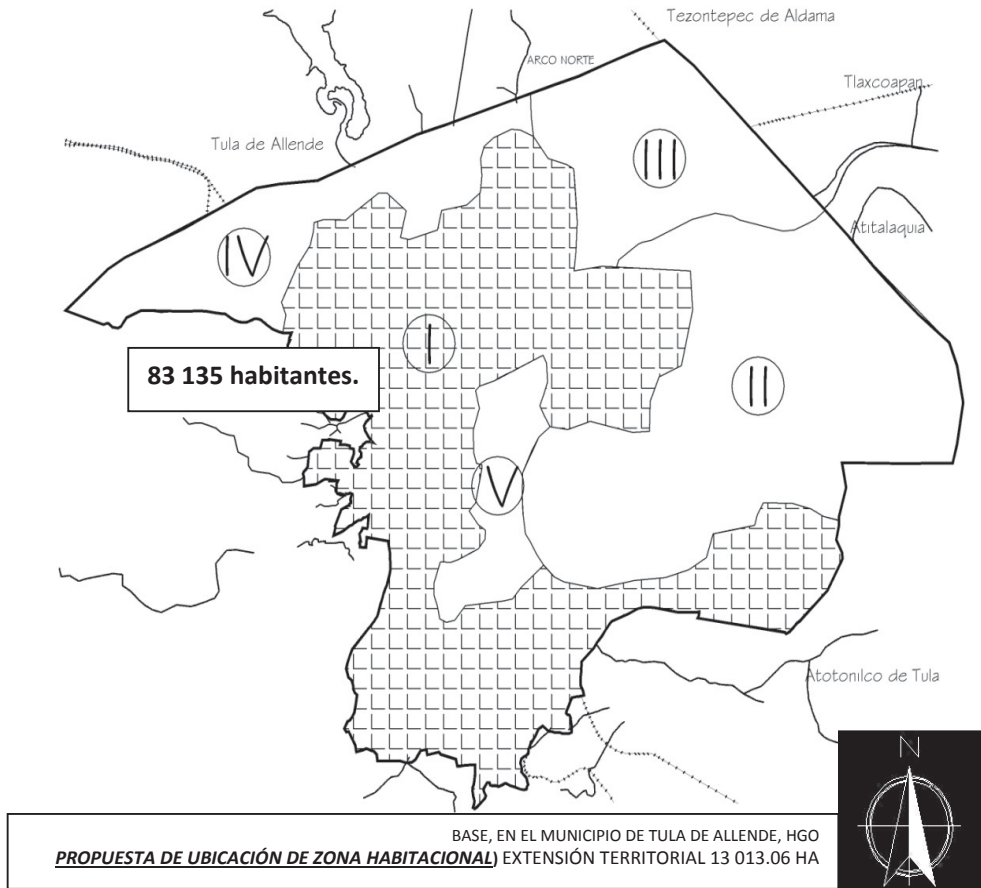 Tezontepec de Aldama
ARCO NORTE
Tlaxcoapan
Tula de Allende
III
Atitalaquia
IV
I
83 135 habitantes.
II
V
Atotonilco de Tula
N
BASE, EN EL MUNICIPIO DE TULA DE ALLENDE, HGO
PROPUESTA DE UBICACIÓN DE ZONA HABITACIONAL) EXTENSIÓN TERRITORIAL 13 013.06 HA